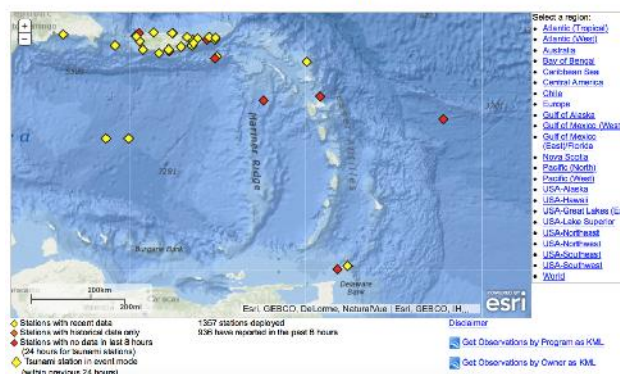 Select a region:
Atlantic (Tropical)
Atlantic (West)
Australia
Bay of Bengal
Caribbean Sea
Central America
Chile
Europe
Gulf of Alaska
Gulf of Mexico (West
Gulf of Mexico
(East)/Florida
Nova Scotia
Pacific (North)
Pacific (West)
USA-Alaska
USA-Hawaii
USA-Great Lakes (E
USA-Lake Superior
USA-Northeast
USA-Northwest
USA-Southeast
USA-Southwest
World
7291
Delaware
Bank
200km
200mi
Caracas
Esri, GEBCO, DeLorme, NaturalVue | Esri, GEBCO, IH...
POWERED BY
esri
Stations with recent data
Stations with historical data only
Stations with no data in last 8 hours
(24 hours for tsunami stations)
Tsunami station in event mode
(within previous 24 hours)
1367 stations deployed
936 have reported in the past 8 hours
Disclaimer
Get Observations by Program as KML
Get Observations by Owner as KML